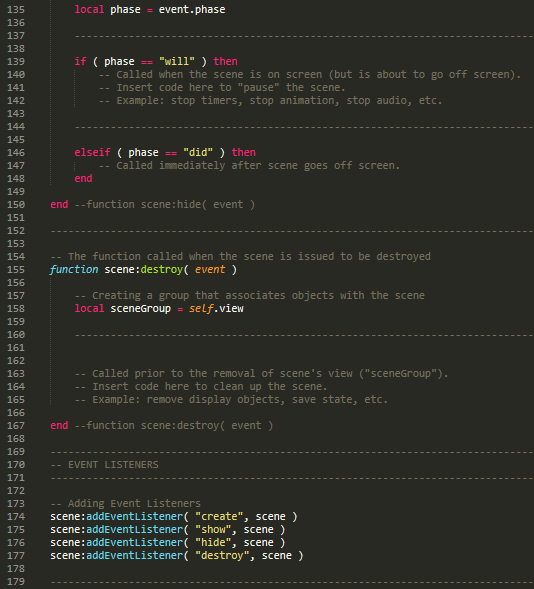 135 local phase = event.phase
136
137 --------------------------------------------------------------------------
138
139 if ( phase == "will" ) then
140 -- Called when the scene is on screen (but is about to go off screen).
141 -- Insert code here to "pause" the scene.
142 -- Example: stop timers, stop animation, stop audio, etc.
143
144 --------------------------------------------------------------------------
145
146 elseif ( phase == "did" ) then
147 -- Called immediately after scene goes off screen.
148 end
149
150 end --function scene:hide( event )
151
152 ------------------------------------------------------------------------------
153
154 -- The function called when the scene is issued to be destroyed
155 function scene:destroy( event )
156
157 -- Creating a group that associates objects with the scene
158 local sceneGroup = self.view
159
160 --------------------------------------------------------------------------
161
162
163 -- Called prior to the removal of scene's view ("sceneGroup").
164 -- Insert code here to clean up the scene.
165 -- Example: remove display objects, save state, etc.
166
167 end --function scene:destroy( event )
168
169 ------------------------------------------------------------------------------
170 -- EVENT LISTENERS
171 ------------------------------------------------------------------------------
172
173 -- Adding Event Listeners
174 scene:addEventListener( "create", scene )
175 scene:addEventListener( "show", scene )
176 scene:addEventListener( "hide", scene )
177 scene:addEventListener( "destroy", scene )
178
179 ------------------------------------------------------------------------------